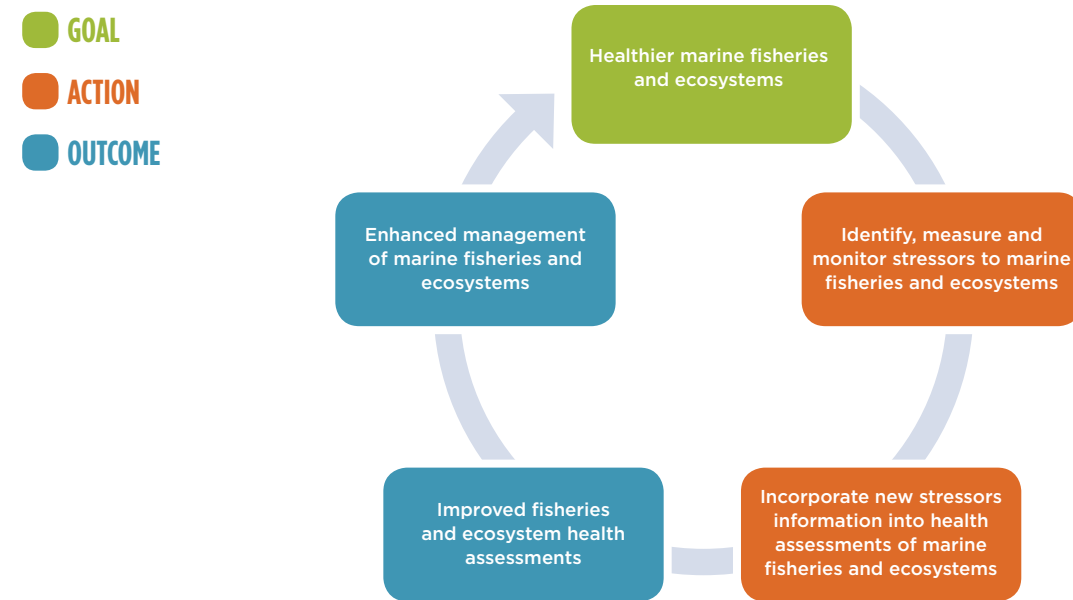 GOAL
ACTION
OUTCOME
Healthier marine fisheries
and ecosystems
Identify, measure and
monitor stressors to marine
fisheries and ecosystems
Incorporate new stressors
information into health
assessments of marine
fisheries and ecosystems
Improved fisheries
and ecosystem health
assessments
Enhanced management
of marine fisheries and
ecosystems